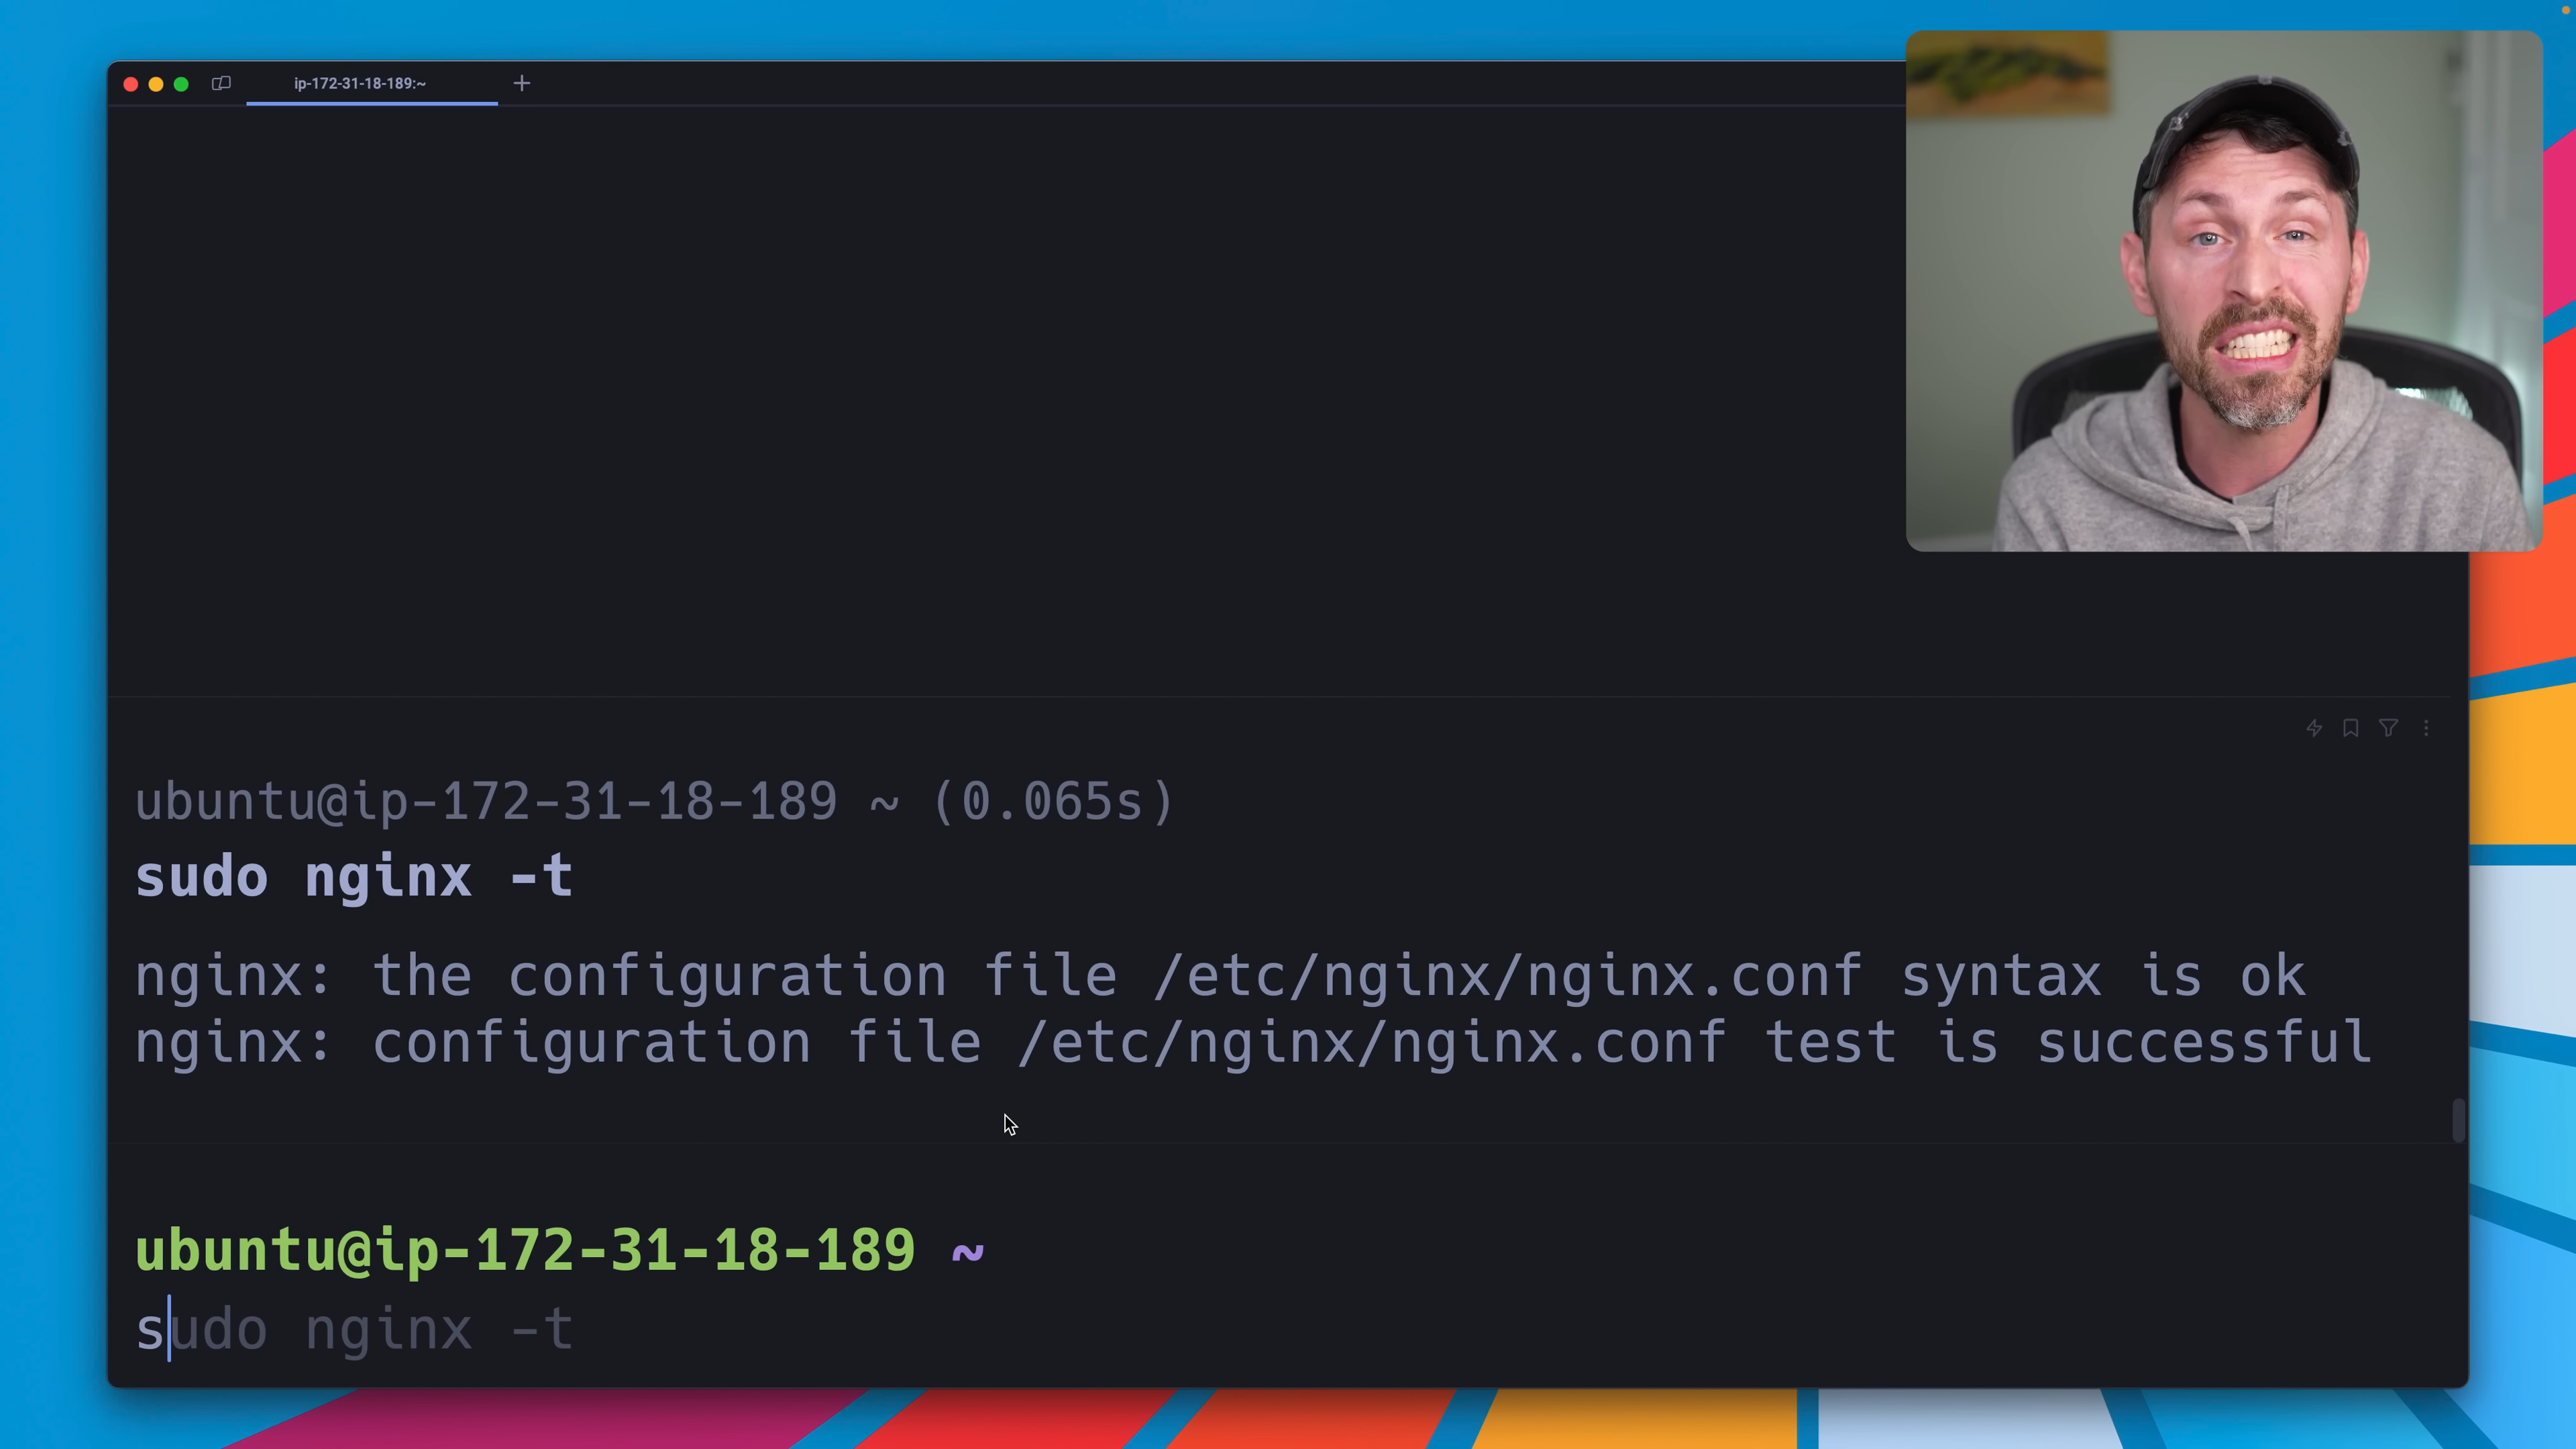 ip-172-31-18-189:~
ubuntu@ip-172-31-18-189 ~ (0.065s)
sudo nginx -t
nginx: the configuration file /etc/nginx/nginx.conf syntax is ok
nginx: configuration file /etc/nginx/nginx.conf test is successful
ubuntu@ip-172-31-18-189 ~
sudo nginx -t